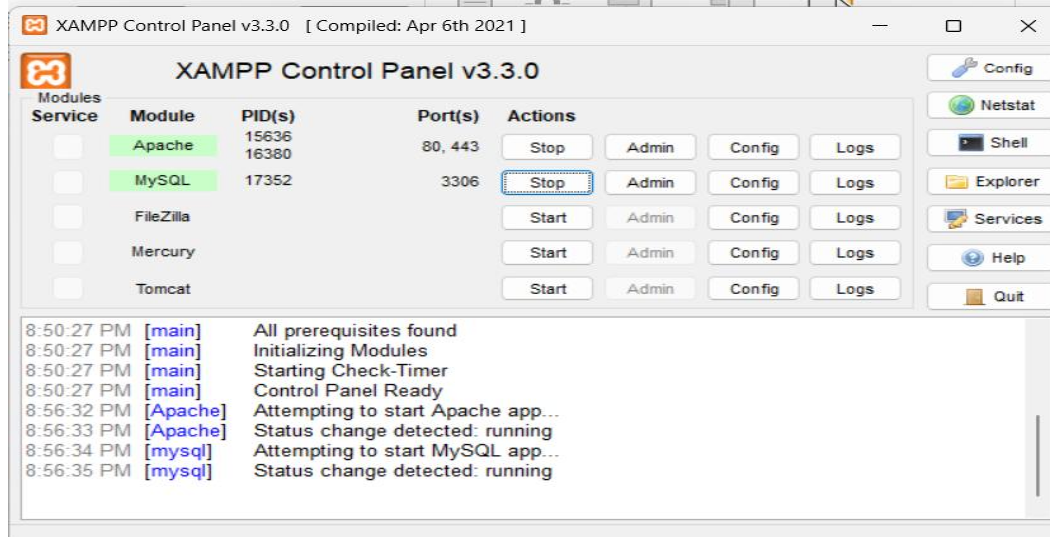 XAMPP Control Panel v3.3.0 [ Compiled: Apr 6th 2021 ]
XAMPP Control Panel v3.3.0
Config
Modules
Service Module PID(s) Port(s) Actions
Netstat
Apache 15636 16380 80, 443 Stop Admin Config Logs
Shell
MySQL 17352 3306 Stop Admin Config Logs
Explorer
FileZilla Start Admin Config Logs
Services
Mercury Start Admin Config Logs
Help
Tomcat Start Admin Config Logs
Quit
8:50:27 PM [main] All prerequisites found
8:50:27 PM [main] Initializing Modules
8:50:27 PM [main] Starting Check-Timer
8:50:27 PM [main] Control Panel Ready
8:56:32 PM [Apache] Attempting to start Apache app...
8:56:33 PM [Apache] Status change detected: running
8:56:34 PM [mysql] Attempting to start MySQL app...
8:56:35 PM [mysql] Status change detected: running